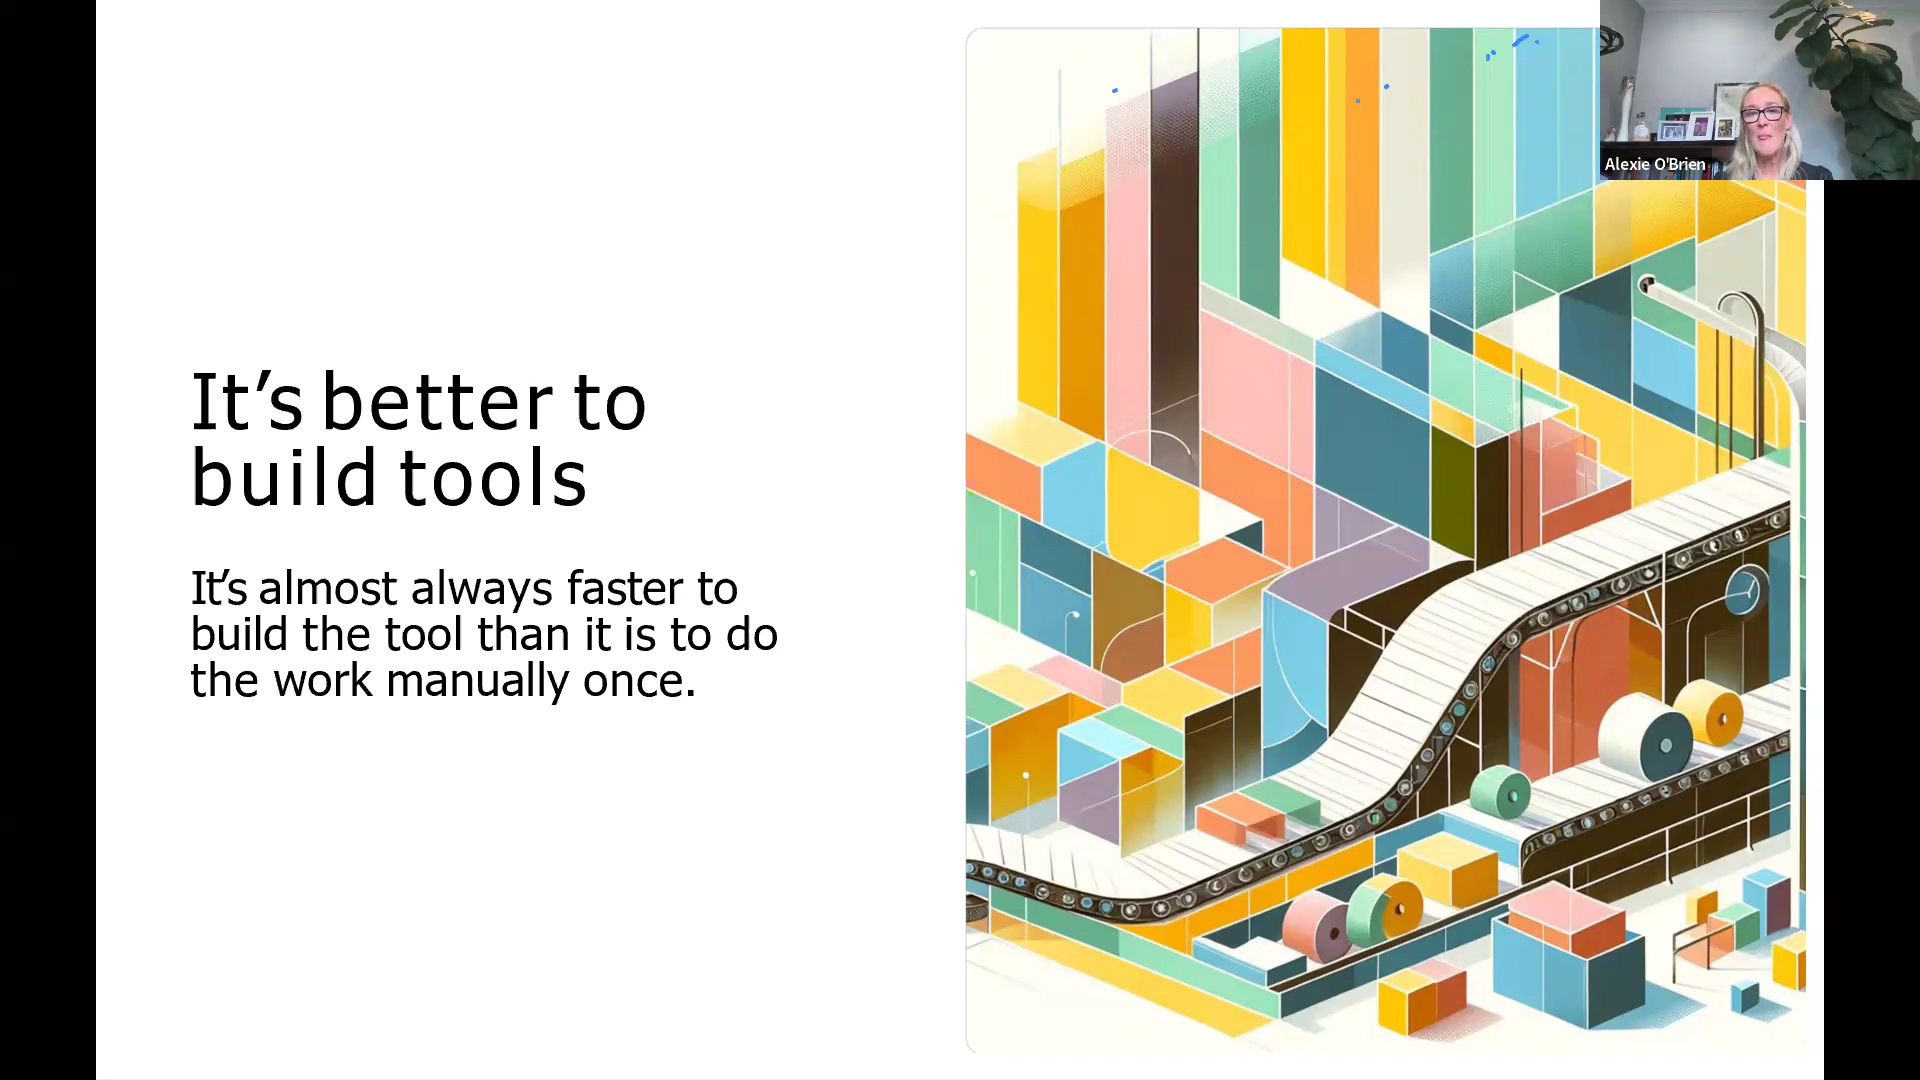 Alexie O'Brien
It’s better to
build tools
It’s almost always faster to
build the tool than it is to do
the work manually once.